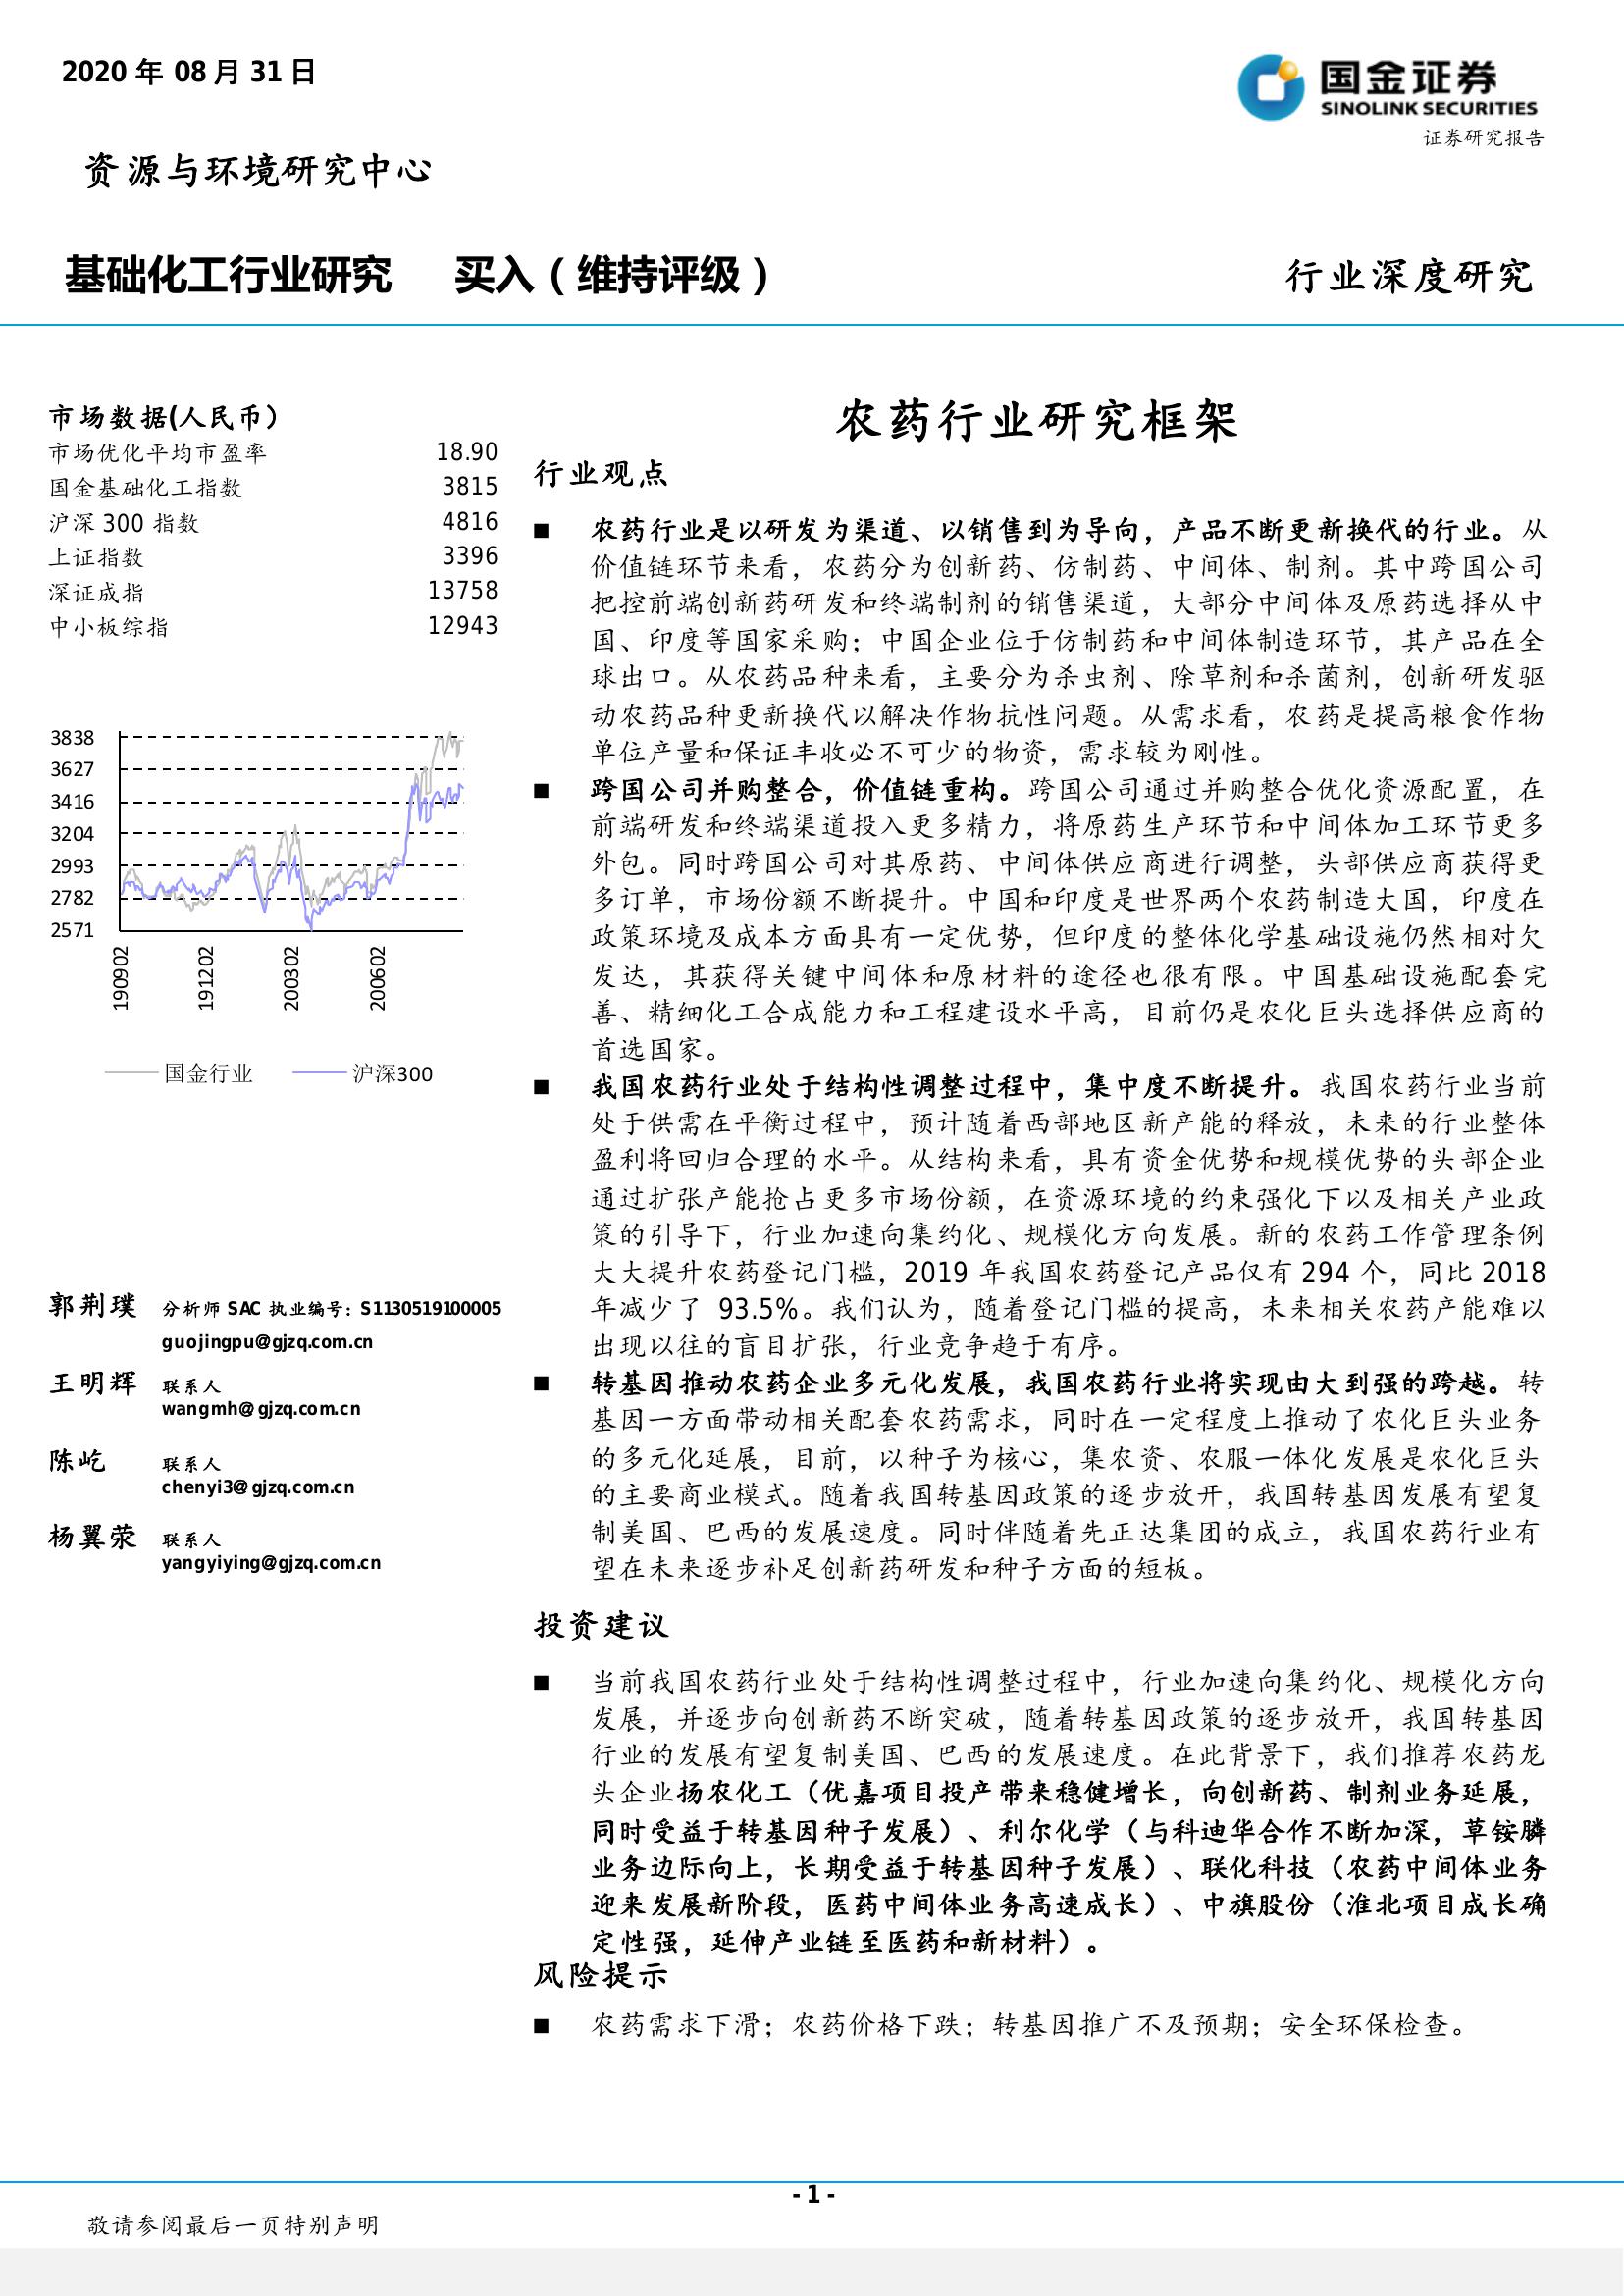 2020 年 08 月 31 日
国金证券
SINOLINK SECURITIES
证券研究报告
资源与环境研究中心
基础化工行业研究 买入（维持评级）
行业深度研究
市场数据(人民币）
市场优化平均市盈率 18.90
国金基础化工指数 3815
沪深 300 指数 4816
上证指数 3396
深证成指 13758
中小板综指 12943
3838
3627
3416
3204
2993
2782
2571
190902
191202
200302
200602
国金行业 沪深300
郭荆璞 分析师 SAC 执业编号：S1130519100005
guojingpu@gjzq.com.cn
王明辉 联系人
wangmh@gjzq.com.cn
陈屹 联系人
chenyi3@gjzq.com.cn
杨翼荥 联系人
yangyiying@gjzq.com.cn
农药行业研究框架
行业观点
■ 农药行业是以研发为渠道、以销售到为导向，产品不断更新换代的行业。从
价值链环节来看，农药分为创新药、仿制药、中间体、制剂。其中跨国公司
把控前端创新药研发和终端制剂的销售渠道，大部分中间体及原药选择从中
国、印度等国家采购；中国企业位于仿制药和中间体制造环节，其产品在全
球出口。从农药品种来看，主要分为杀虫剂、除草剂和杀菌剂，创新研发驱
动农药品种更新换代以解决作物抗性问题。从需求看，农药是提高粮食作物
单位产量和保证丰收必不可少的物资，需求较为刚性。
■ 跨国公司并购整合，价值链重构。跨国公司通过并购整合优化资源配置，在
前端研发和终端渠道投入更多精力，将原药生产环节和中间体加工环节更多
外包。同时跨国公司对其原药、中间体供应商进行调整，头部供应商获得更
多订单，市场份额不断提升。中国和印度是世界两个农药制造大国，印度在
政策环境及成本方面具有一定优势，但印度的整体化学基础设施仍然相对欠
发达，其获得关键中间体和原材料的途径也很有限。中国基础设施配套完
善、精细化工合成能力和工程建设水平高，目前仍是农化巨头选择供应商的
首选国家。
■ 我国农药行业处于结构性调整过程中，集中度不断提升。我国农药行业当前
处于供需在平衡过程中，预计随着西部地区新产能的释放，未来的行业整体
盈利将回归合理的水平。从结构来看，具有资金优势和规模优势的头部企业
通过扩张产能抢占更多市场份额，在资源环境的约束强化下以及相关产业政
策的引导下，行业加速向集约化、规模化方向发展。新的农药工作管理条例
大大提升农药登记门槛，2019 年我国农药登记产品仅有 294 个，同比 2018
年减少了 93.5%。我们认为，随着登记门槛的提高，未来相关农药产能难以
出现以往的盲目扩张，行业竞争趋于有序。
■ 转基因推动农药企业多元化发展，我国农药行业将实现由大到强的跨越。转
基因一方面带动相关配套农药需求，同时在一定程度上推动了农化巨头业务
的多元化延展，目前，以种子为核心，集农资、农服一体化发展是农化巨头
的主要商业模式。随着我国转基因政策的逐步放开，我国转基因发展有望复
制美国、巴西的发展速度。同时伴随着先正达集团的成立，我国农药行业有
望在未来逐步补足创新药研发和种子方面的短板。
投资建议
■ 当前我国农药行业处于结构性调整过程中，行业加速向集约化、规模化方向
发展，并逐步向创新药不断突破，随着转基因政策的逐步放开，我国转基因
行业的发展有望复制美国、巴西的发展速度。在此背景下，我们推荐农药龙
头企业扬农化工（优嘉项目投产带来稳健增长，向创新药、制剂业务延展，
同时受益于转基因种子发展）、利尔化学（与科迪华合作不断加深，草铵膦
业务边际向上，长期受益于转基因种子发展）、联化科技（农药中间体业务
迎来发展新阶段，医药中间体业务高速成长）、中旗股份（淮北项目成长确
定性强，延伸产业链至医药和新材料）。
风险提示
■ 农药需求下滑；农药价格下跌；转基因推广不及预期；安全环保检查。
- 1 -
敬请参阅最后一页特别声明